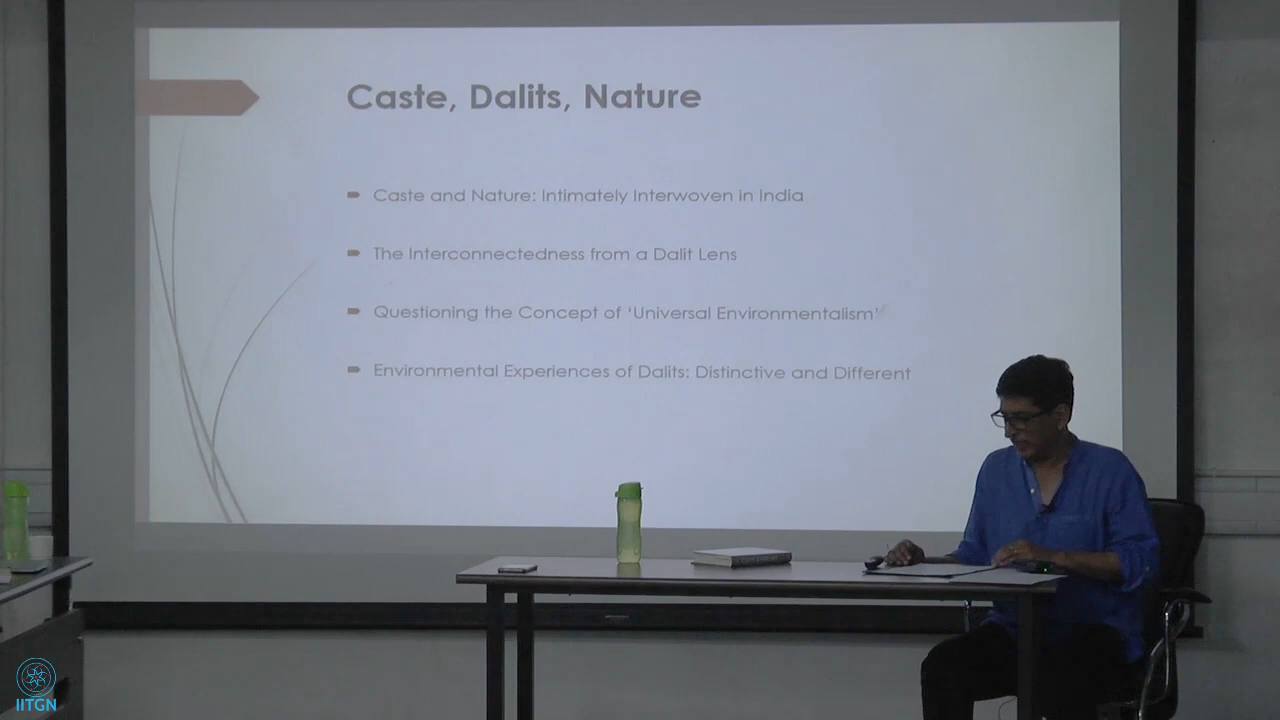 Caste, Dalits, Nature
Caste and Nature: Intimately Interwoven in India
The Interconnectedness from a Dalit Lens
Questioning the Concept of ‘Universal Environmentalism’
Environmental Experiences of Dalits: Distinctive and Different
IITGN